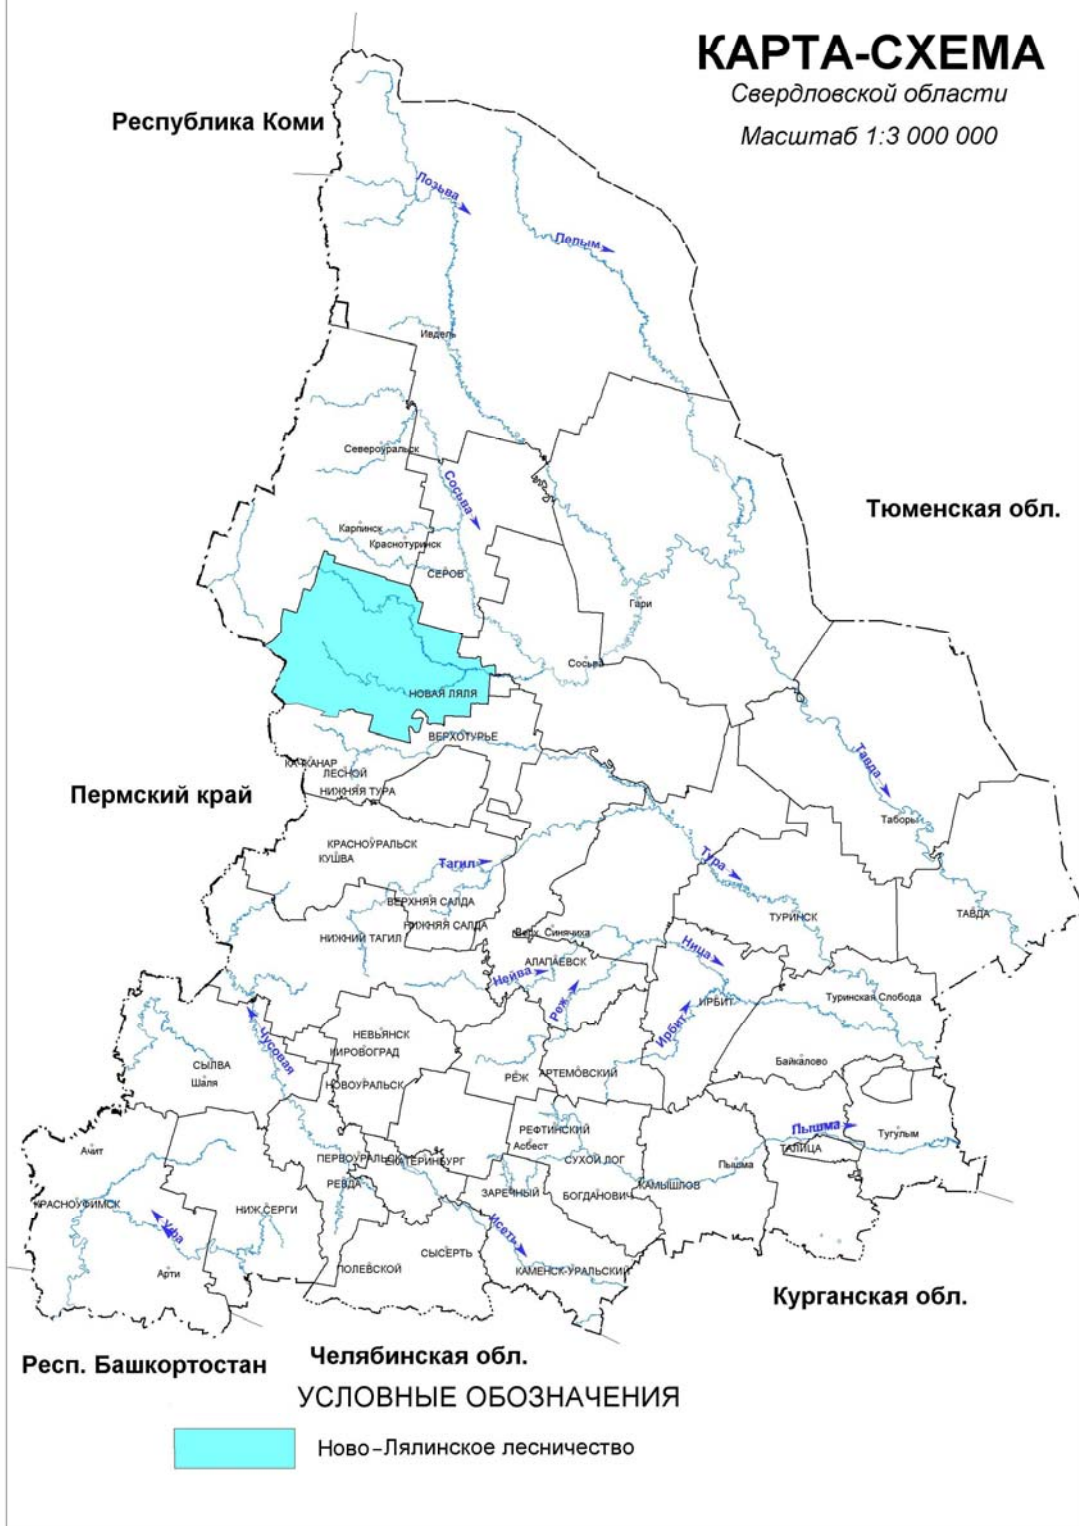 КАРТА-СХЕМА
Свердловской области
Масштаб 1:3 000 000
Республика Коми
Лозьва
Пелым
Ивдель
Североуральск
Сосьва
Тюменская обл.
Карпинск
Краснотуринск
СЕРОВ
Гари
Сосьва
НОВАЯ ЛЯЛЯ
ВЕРХОТУРЬЕ
КАЧКАНАР
ЛЕСНОЙ
НИЖНЯЯ ТУРА
Пермский край
Тавда
Таборы
КРАСНОУРАЛЬСК
КУШВА
Тагил
Тура
ВЕРХНЯЯ САЛДА
НИЖНЯЯ САЛДА
НИЖНИЙ ТАГИЛ
Верх. Синячиха
ТУРИНСК
ТАВДА
АЛАПАЕВСК
Ница
Нейва
Реж
ИРБИТ
Ирбит
Туринская Слобода
Чусовая
НЕВЬЯНСК
КИРОВОГРАД
СЫЛВА
Шаля
НОВОУРАЛЬСК
РЕЖ
АРТЕМОВСКИЙ
Байкалово
Пышма
Тугулым
ТАЛИЦА
РЕФТИНСКИЙ
Асбест
СУХОЙ ЛОГ
Ачит
ПЕРВОУРАЛЬСК
ЕКАТЕРИНБУРГ
Пышма
РЕВДА
ЗАРЕЧНЫЙ
БОГДАНОВИЧ
КАМЫШЛОВ
КРАСНОУФИМСК
НИЖ.СЕРГИ
Уфа
Исеть
СЫСЕРТЬ
Арти
ПОЛЕВСКОЙ
КАМЕНСК-УРАЛЬСКИЙ
Курганская обл.
Челябинская обл.
Респ. Башкортостан
УСЛОВНЫЕ ОБОЗНАЧЕНИЯ
Ново-Лялинское лесничество